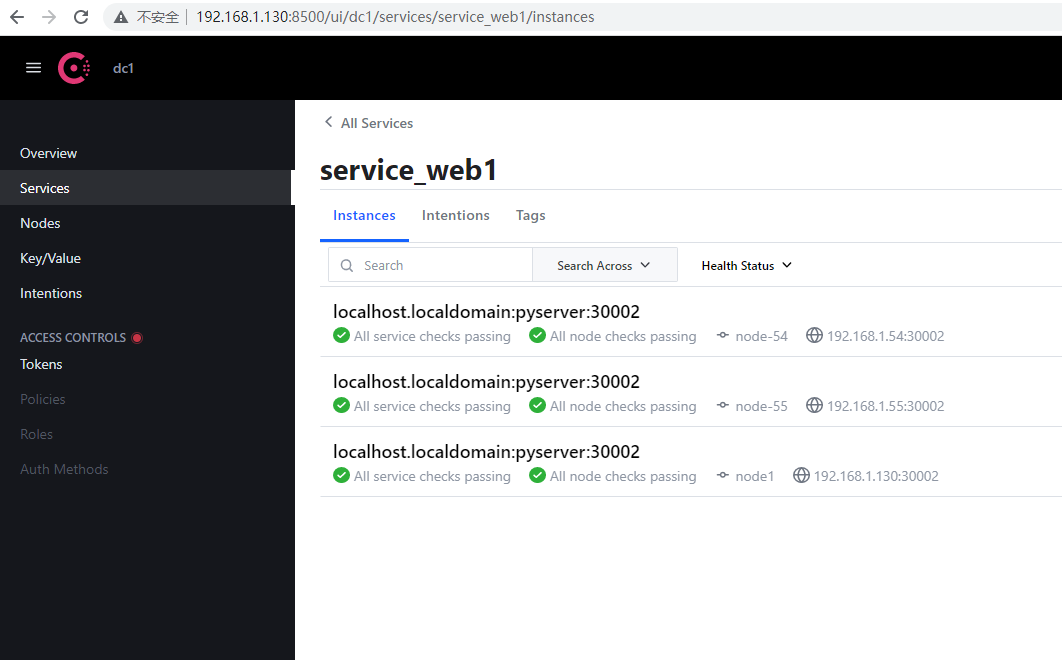 不安全 192.168.1.130:8500/ui/dc1/services/service_web1/instances
dc1
Overview
Services
Nodes
Key/Value
Intentions
ACCESS CONTROLS
Tokens
Policies
Roles
Auth Methods
All Services
service_web1
Instances Intentions Tags
Search Search Across Health Status
localhost.localdomain:pyserver:30002
All service checks passing All node checks passing node-54 192.168.1.54:30002
localhost.localdomain:pyserver:30002
All service checks passing All node checks passing node-55 192.168.1.55:30002
localhost.localdomain:pyserver:30002
All service checks passing All node checks passing node1 192.168.1.130:30002